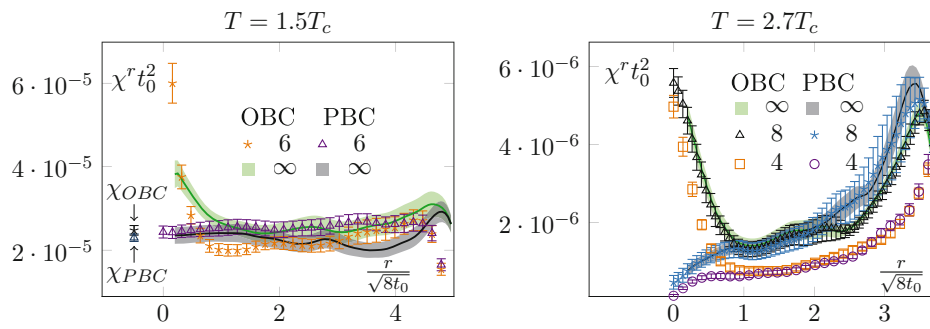 T = 1.5T_c
χ^r t_0^2
6 · 10^{-5}
4 · 10^{-5}
2 · 10^{-5}
OBC PBC
6 6
∞ ∞
χ_{OBC}
χ_{PBC}
r/√(8t_0)
0 2 4
T = 2.7T_c
χ^r t_0^2
6 · 10^{-6}
4 · 10^{-6}
2 · 10^{-6}
OBC PBC
∞ ∞
8 8
4 4
r/√(8t_0)
0 1 2 3